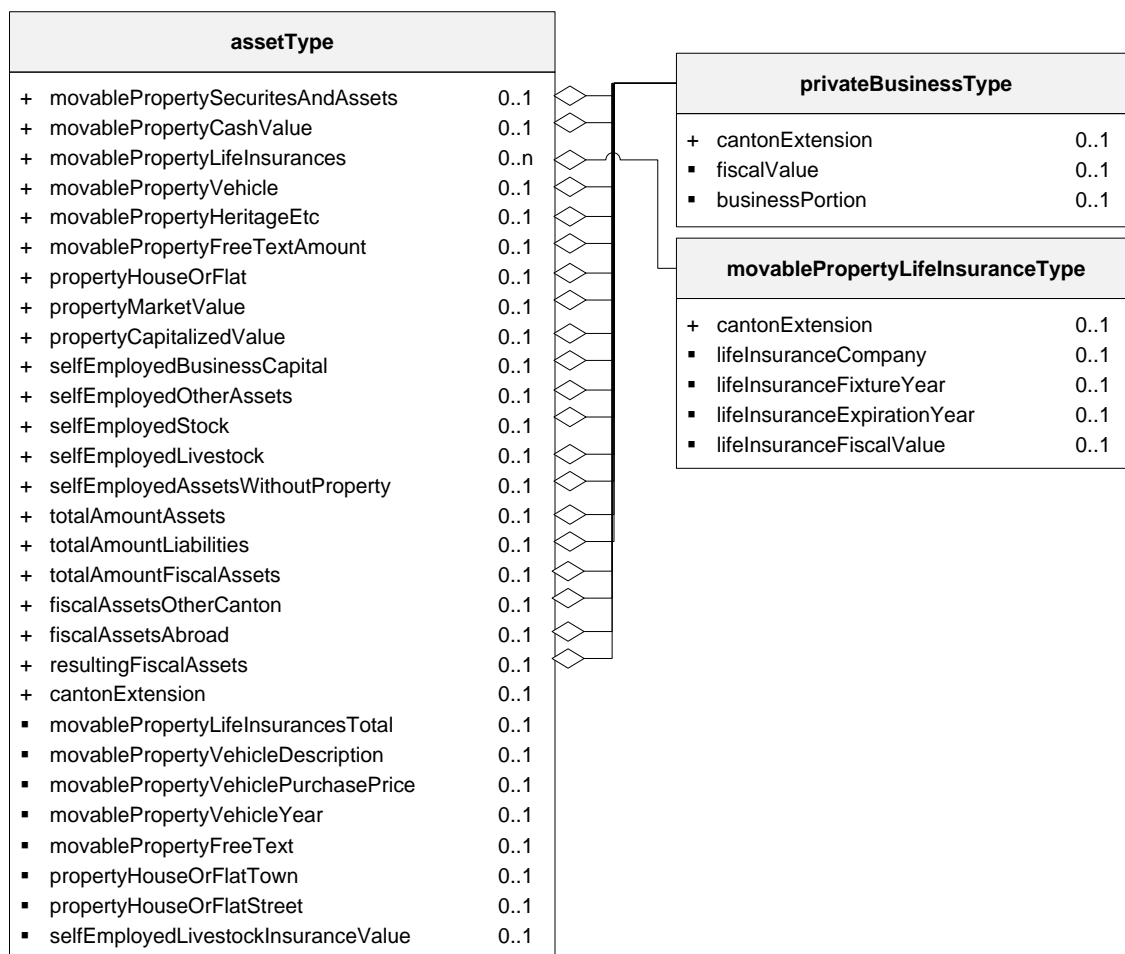 assetType
+ movablePropertySecuritesAndAssets 0..1
+ movablePropertyCashValue 0..1
+ movablePropertyLifeInsurances 0..n
+ movablePropertyVehicle 0..1
+ movablePropertyHeritageEtc 0..1
+ movablePropertyFreeTextAmount 0..1
+ propertyHouseOrFlat 0..1
+ propertyMarketValue 0..1
+ propertyCapitalizedValue 0..1
+ selfEmployedBusinessCapital 0..1
+ selfEmployedOtherAssets 0..1
+ selfEmployedStock 0..1
+ selfEmployedLivestock 0..1
+ selfEmployedAssetsWithoutProperty 0..1
+ totalAmountAssets 0..1
+ totalAmountLiabilities 0..1
+ totalAmountFiscalAssets 0..1
+ fiscalAssetsOtherCanton 0..1
+ fiscalAssetsAbroad 0..1
+ resultingFiscalAssets 0..1
+ cantonExtension 0..1
▪ movablePropertyLifeInsurancesTotal 0..1
▪ movablePropertyVehicleDescription 0..1
▪ movablePropertyVehiclePurchasePrice 0..1
▪ movablePropertyVehicleYear 0..1
▪ movablePropertyFreeText 0..1
▪ propertyHouseOrFlatTown 0..1
▪ propertyHouseOrFlatStreet 0..1
▪ selfEmployedLivestockInsuranceValue 0..1
privateBusinessType
+ cantonExtension 0..1
▪ fiscalValue 0..1
▪ businessPortion 0..1
movablePropertyLifeInsuranceType
+ cantonExtension 0..1
▪ lifeInsuranceCompany 0..1
▪ lifeInsuranceFixtureYear 0..1
▪ lifeInsuranceExpirationYear 0..1
▪ lifeInsuranceFiscalValue 0..1